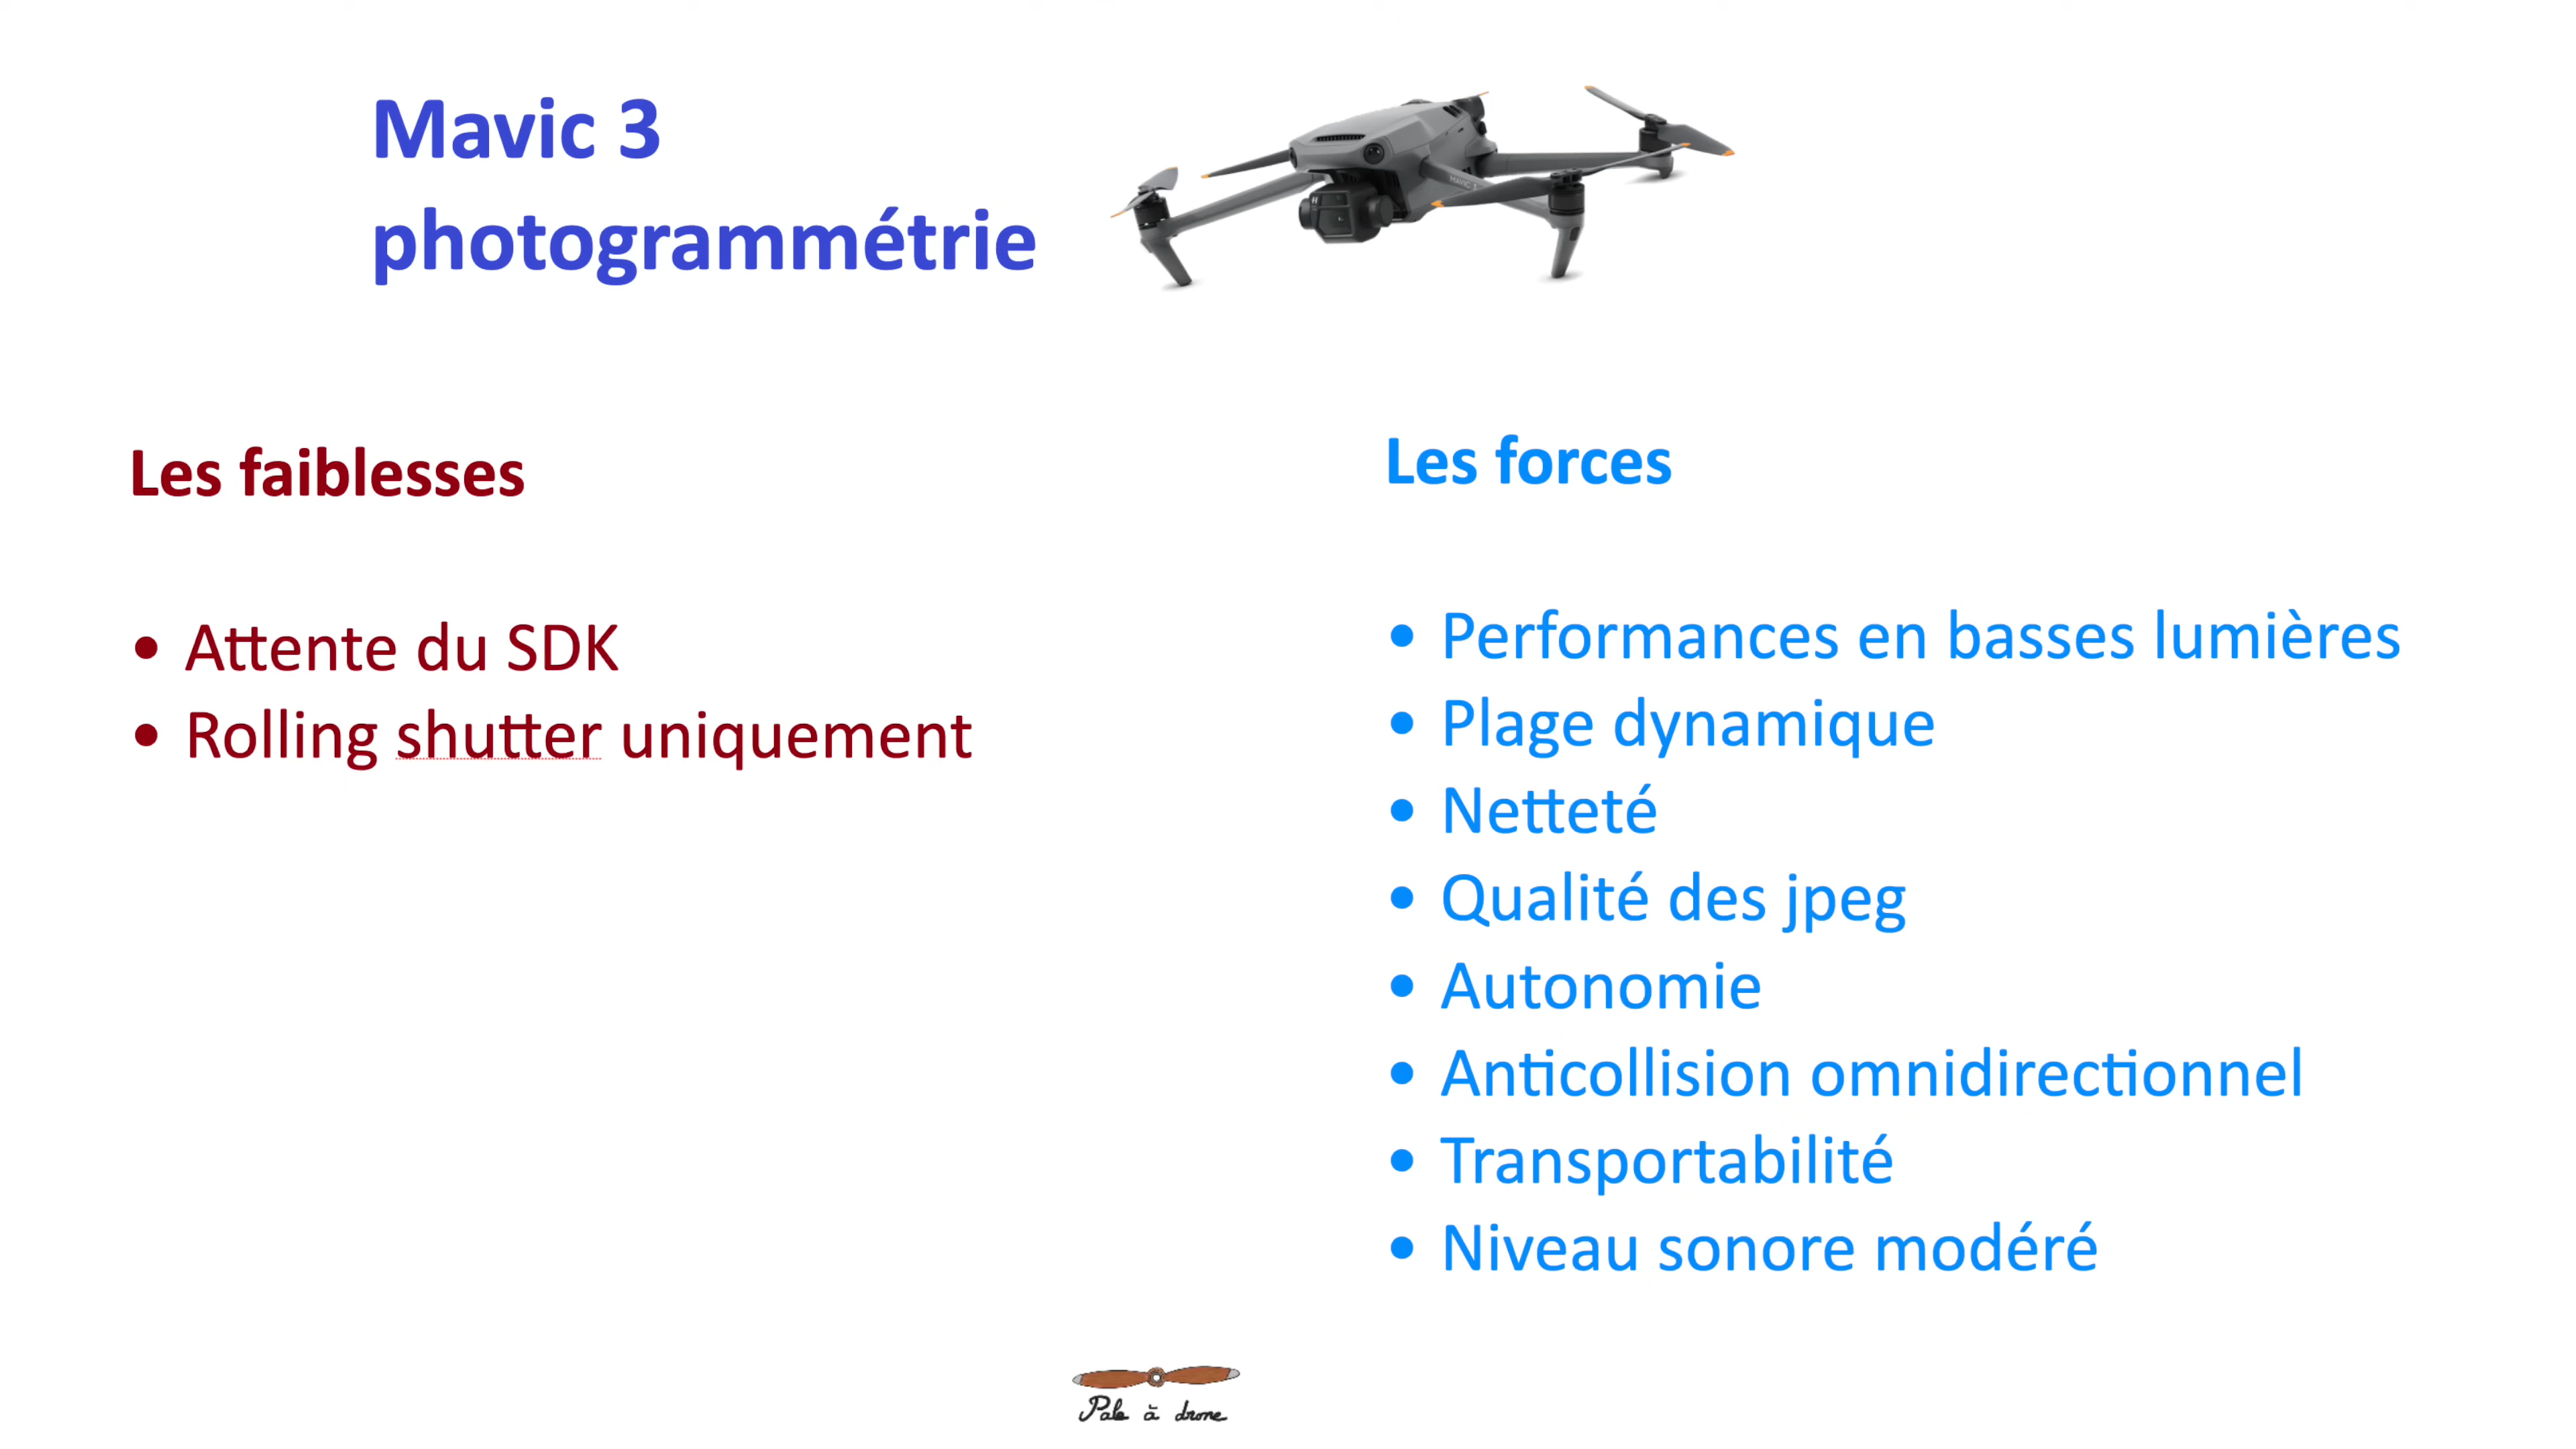 Mavic 3
photogrammétrie
Les faiblesses
• Attente du SDK
• Rolling shutter uniquement
Les forces
• Performances en basses lumières
• Plage dynamique
• Netteté
• Qualité des jpeg
• Autonomie
• Anticollision omnidirectionnel
• Transportabilité
• Niveau sonore modéré
Pale à drone